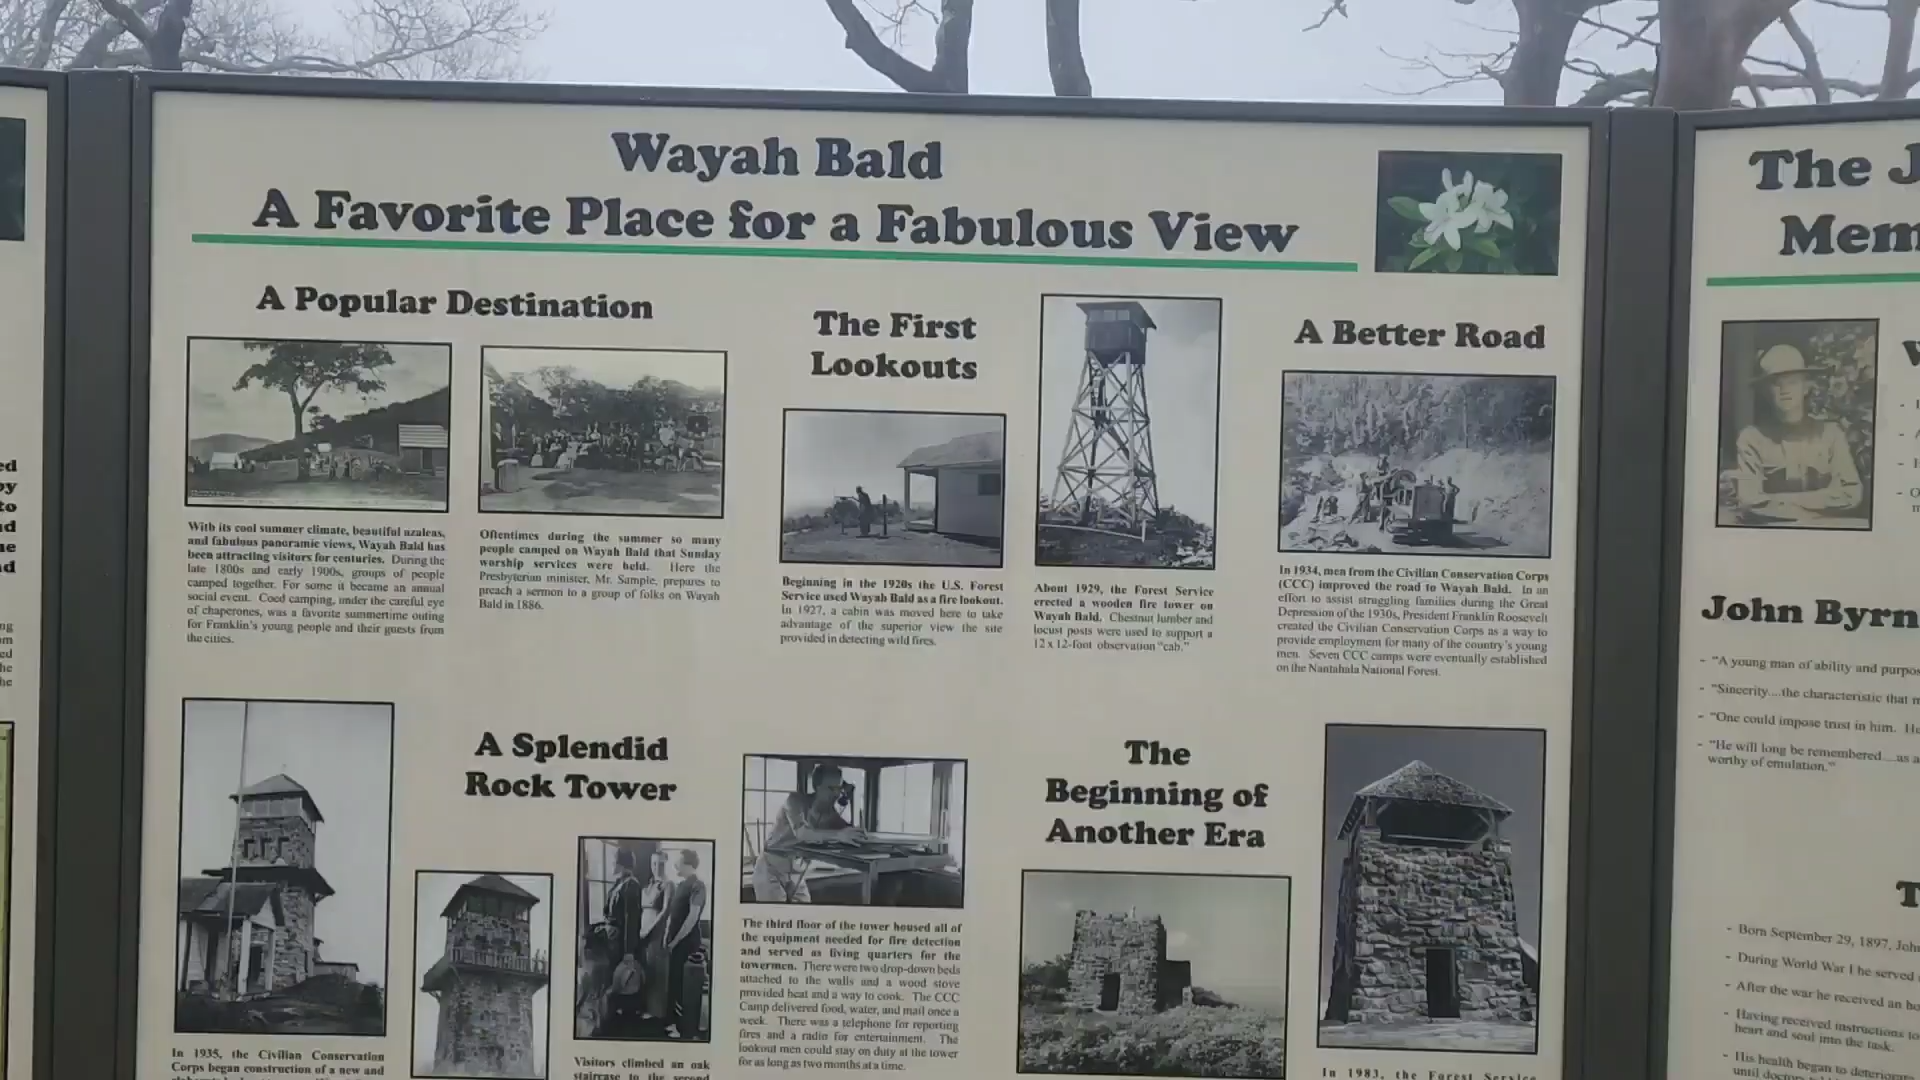 Wayah Bald
A Favorite Place for a Fabulous View
A Popular Destination
With its cool summer climate, beautiful azaleas,
and fabulous panoramic views, Wayah Bald has
been attracting visitors for centuries. During the
late 1800s and early 1900s, groups of people
camped together. For some it became an annual
social event. Coed camping, under the careful eye
of chaperones, was a favorite summertime outing
for Franklin's young people and their guests from
the cities.
Oftentimes during the summer so many
people camped on Wayah Bald that Sunday
worship services were held. Here the
Presbyterian minister, Mr. Sample, prepares to
preach a sermon to a group of folks on Wayah
Bald in 1886.
The First
Lookouts
Beginning in the 1920s the U.S. Forest
Service used Wayah Bald as a fire lookout.
In 1927, a cabin was moved here to take
advantage of the superior view the site
provided in detecting wild fires.
About 1929, the Forest Service
erected a wooden fire tower on
Wayah Bald. Chestnut lumber and
locust posts were used to support a
12 x 12-foot observation "cab."
A Better Road
In 1934, men from the Civilian Conservation Corps
(CCC) improved the road to Wayah Bald. In an
effort to assist struggling families during the Great
Depression of the 1930s, President Franklin Roosevelt
created the Civilian Conservation Corps as a way to
provide employment for many of the country's young
men. Seven CCC camps were eventually established
on the Nantahala National Forest.
A Splendid
Rock Tower
In 1935, the Civilian Conservation
Corps began construction of a new and
Visitors climbed an oak
staircase to the second
The third floor of the tower housed all of
the equipment needed for fire detection
and served as living quarters for the
towermen. There were two drop-down beds
attached to the walls and a wood stove
provided heat and a way to cook. The CCC
Camp delivered food, water, and mail once a
week. There was a telephone for reporting
fires and a radio for entertainment. The
lookout men could stay on duty at the tower
for as long as two months at a time.
The
Beginning of
Another Era
In 1983, the Forest Service
The J
Mem
John Byrn
- "A young man of ability and purpos
- "Sincerity....the characteristic that m
- "One could impose trust in him. He
- "He will long be remembered....as a
worthy of emulation."
T
- Born September 29, 1897, John
- During World War I he served
- After the war he received an ho
- Having received instructions to
heart and soul into the task.
- His health began to deteriorat
until doctors